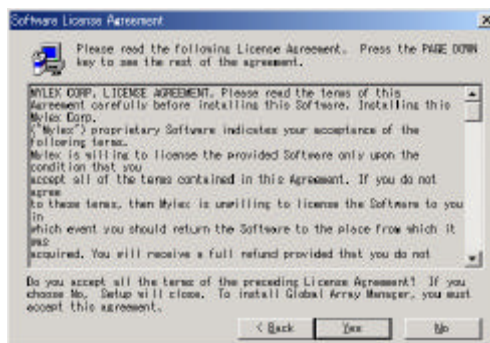 Software License Agreement
Please read the following License Agreement. Press the PAGE DOWN
key to see the rest of the agreement.
MYLEX CORP. LICENSE AGREEMENT. Please read the terms of this
Agreement carefully before installing this Software. Installing this
Mylex Corp.
("Mylex") proprietary Software indicates your acceptance of the
following terms.
Mylex is willing to license the provided Software only upon the
condition that you
accept all of the terms contained in this Agreement. If you do not
agree
to these terms, then Mylex is unwilling to license the Software to you
in
which event you should return the Software to the place from which it
was
acquired. You will receive a full refund provided that you do not
Do you accept all the terms of the preceding License Agreement? If you
choose No, Setup will close. To install Global Array Manager, you must
accept this agreement.
< Back
Yes
No